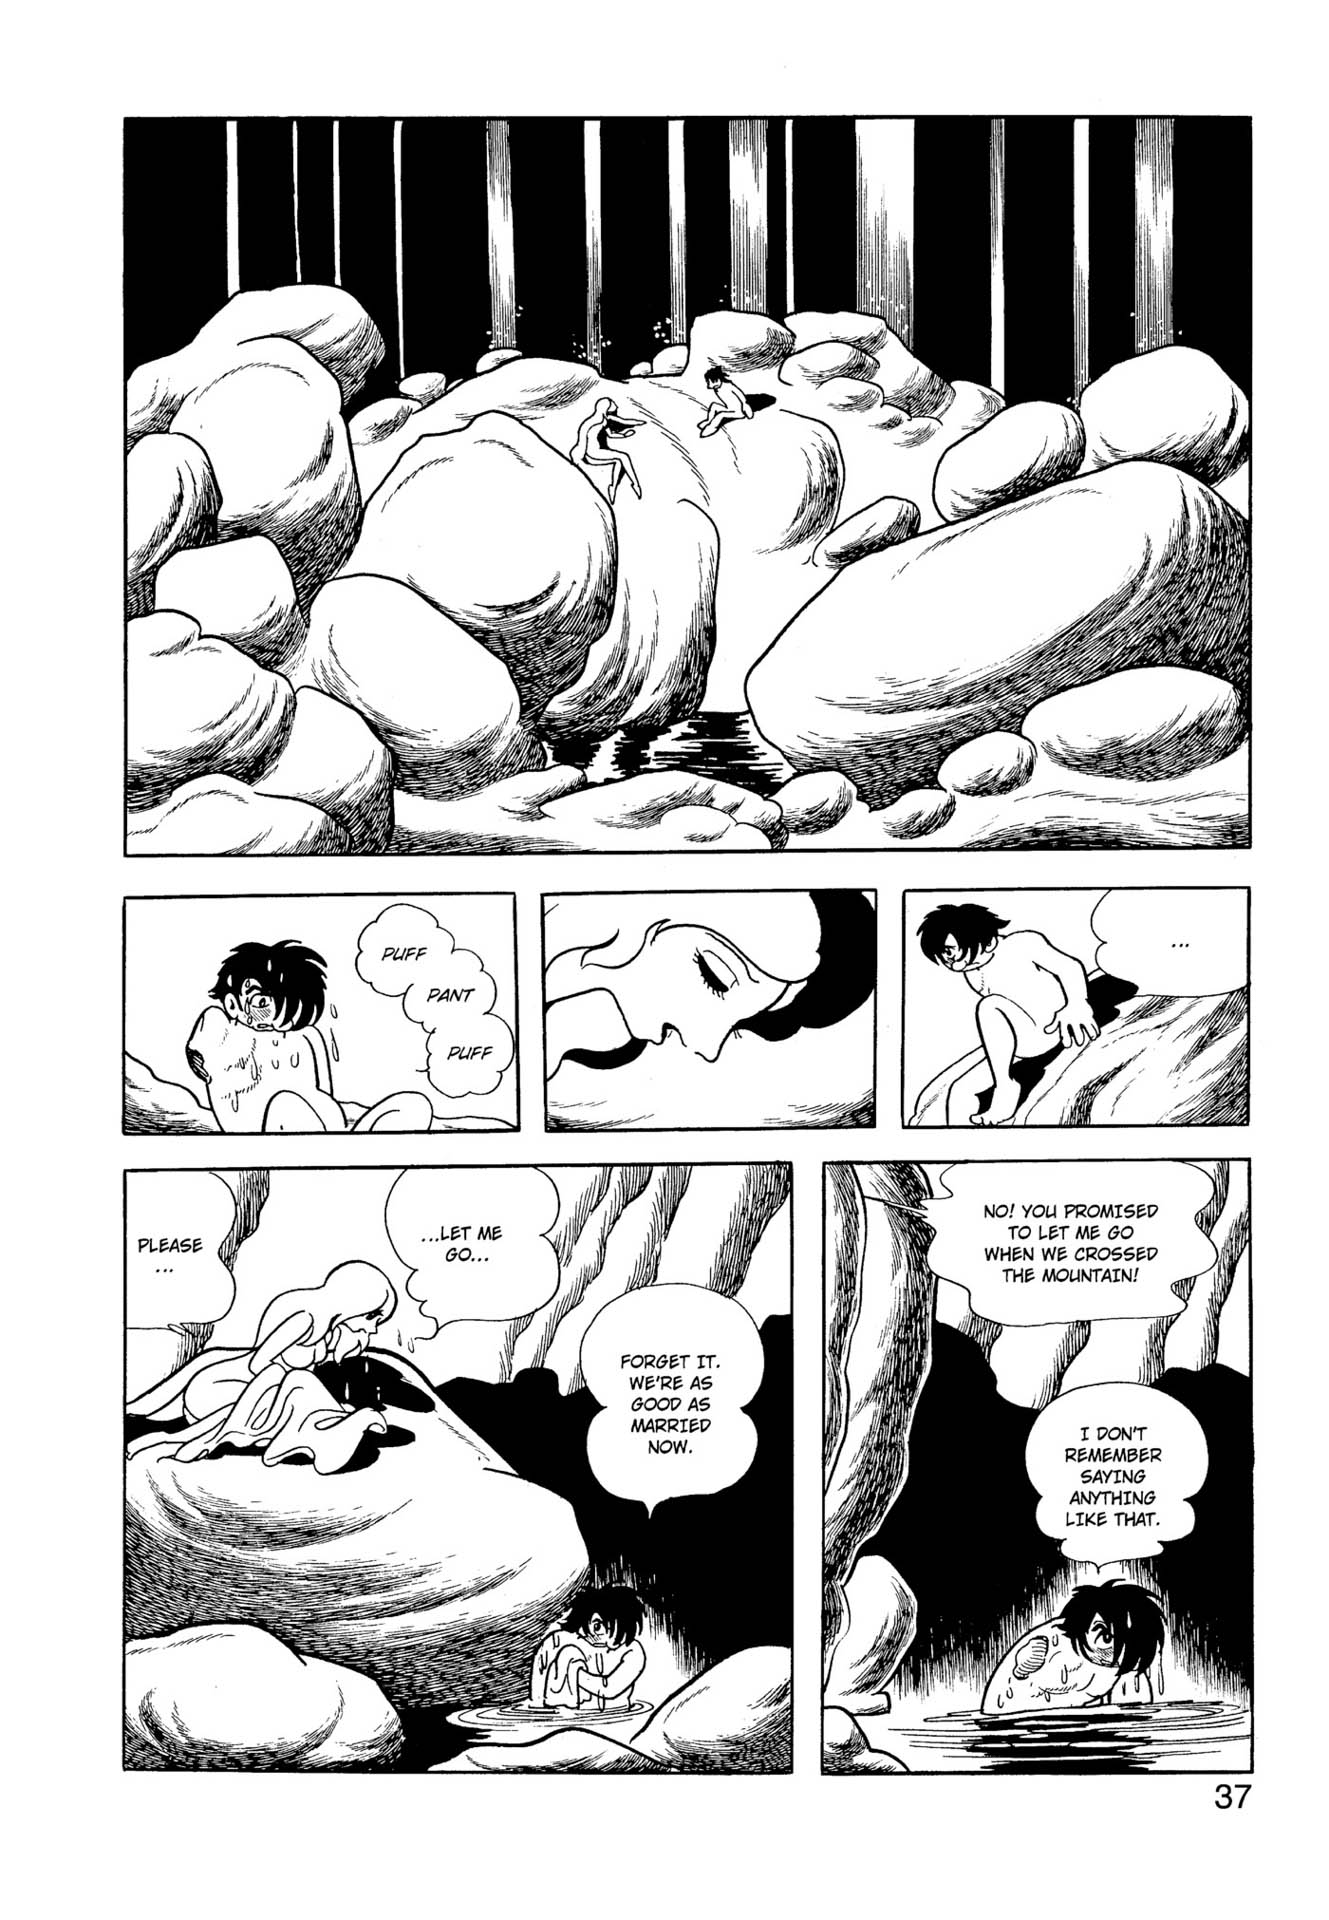 PUFF
PANT
PUFF
...
PLEASE
...
...LET ME
GO...
FORGET IT.
WE'RE AS
GOOD AS
MARRIED
NOW.
NO! YOU PROMISED
TO LET ME GO
WHEN WE CROSSED
THE MOUNTAIN!
I DON'T
REMEMBER
SAYING
ANYTHING
LIKE THAT.
37